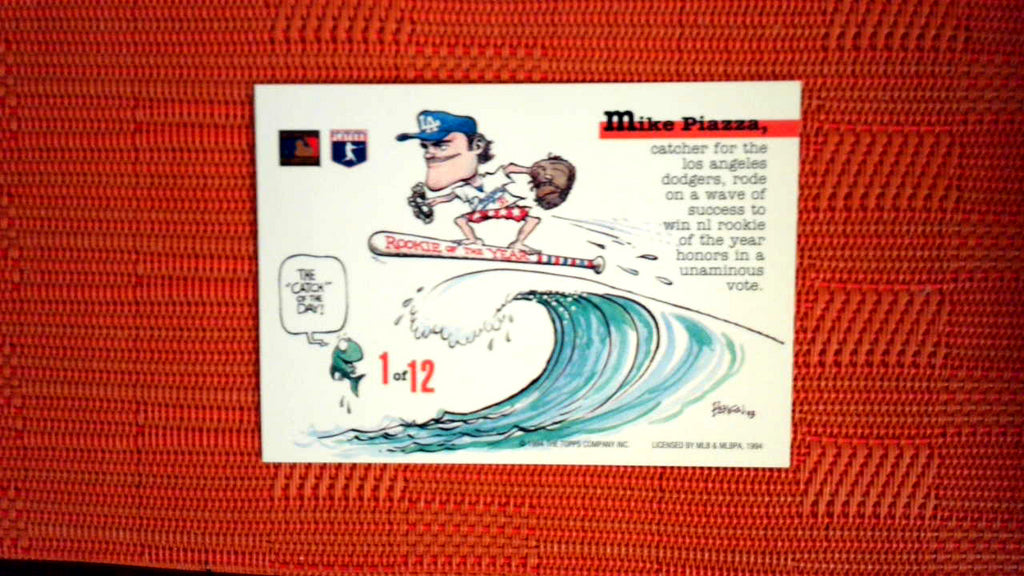 Mike Piazza,
catcher for the
los angeles
dodgers, rode
on a wave of
success to
win nl rookie
of the year
honors in a
unaminous
vote.
LA
ROOKIE OF THE YEAR
THE
"CATCH"
OF THE
DAY!
1 of 12
© 1994 THE TOPPS COMPANY, INC.
LICENSED BY MLB & MLBPA, 1994